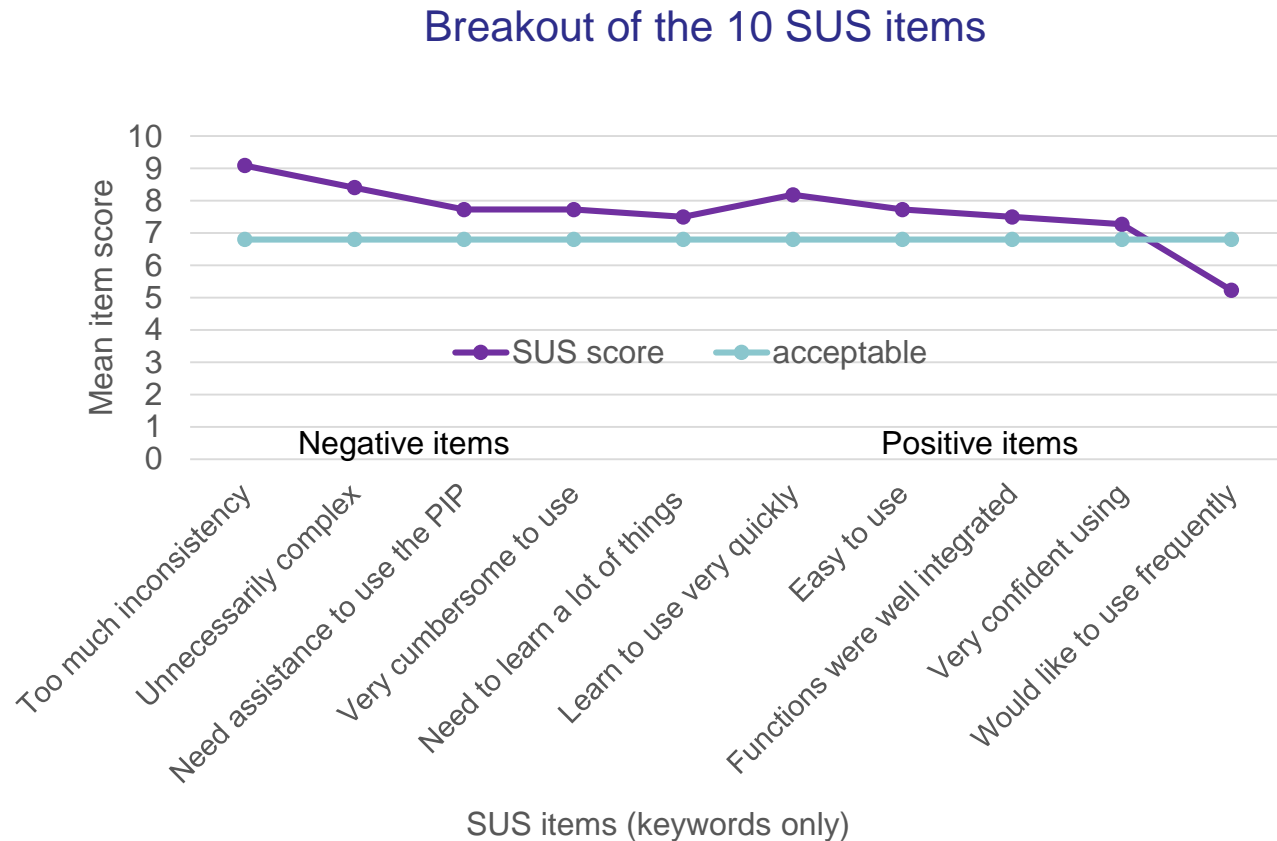 Breakout of the 10 SUS items
Mean item score
10
9
8
7
6
5
4
3
2
1
0
SUS score
acceptable
Negative items
Positive items
Too much inconsistency
Unnecessarily complex
Need assistance to use the PIP
Very cumbersome to use
Need to learn a lot of things
Learn to use very quickly
Easy to use
Functions were well integrated
Very confident using
Would like to use frequently
SUS items (keywords only)